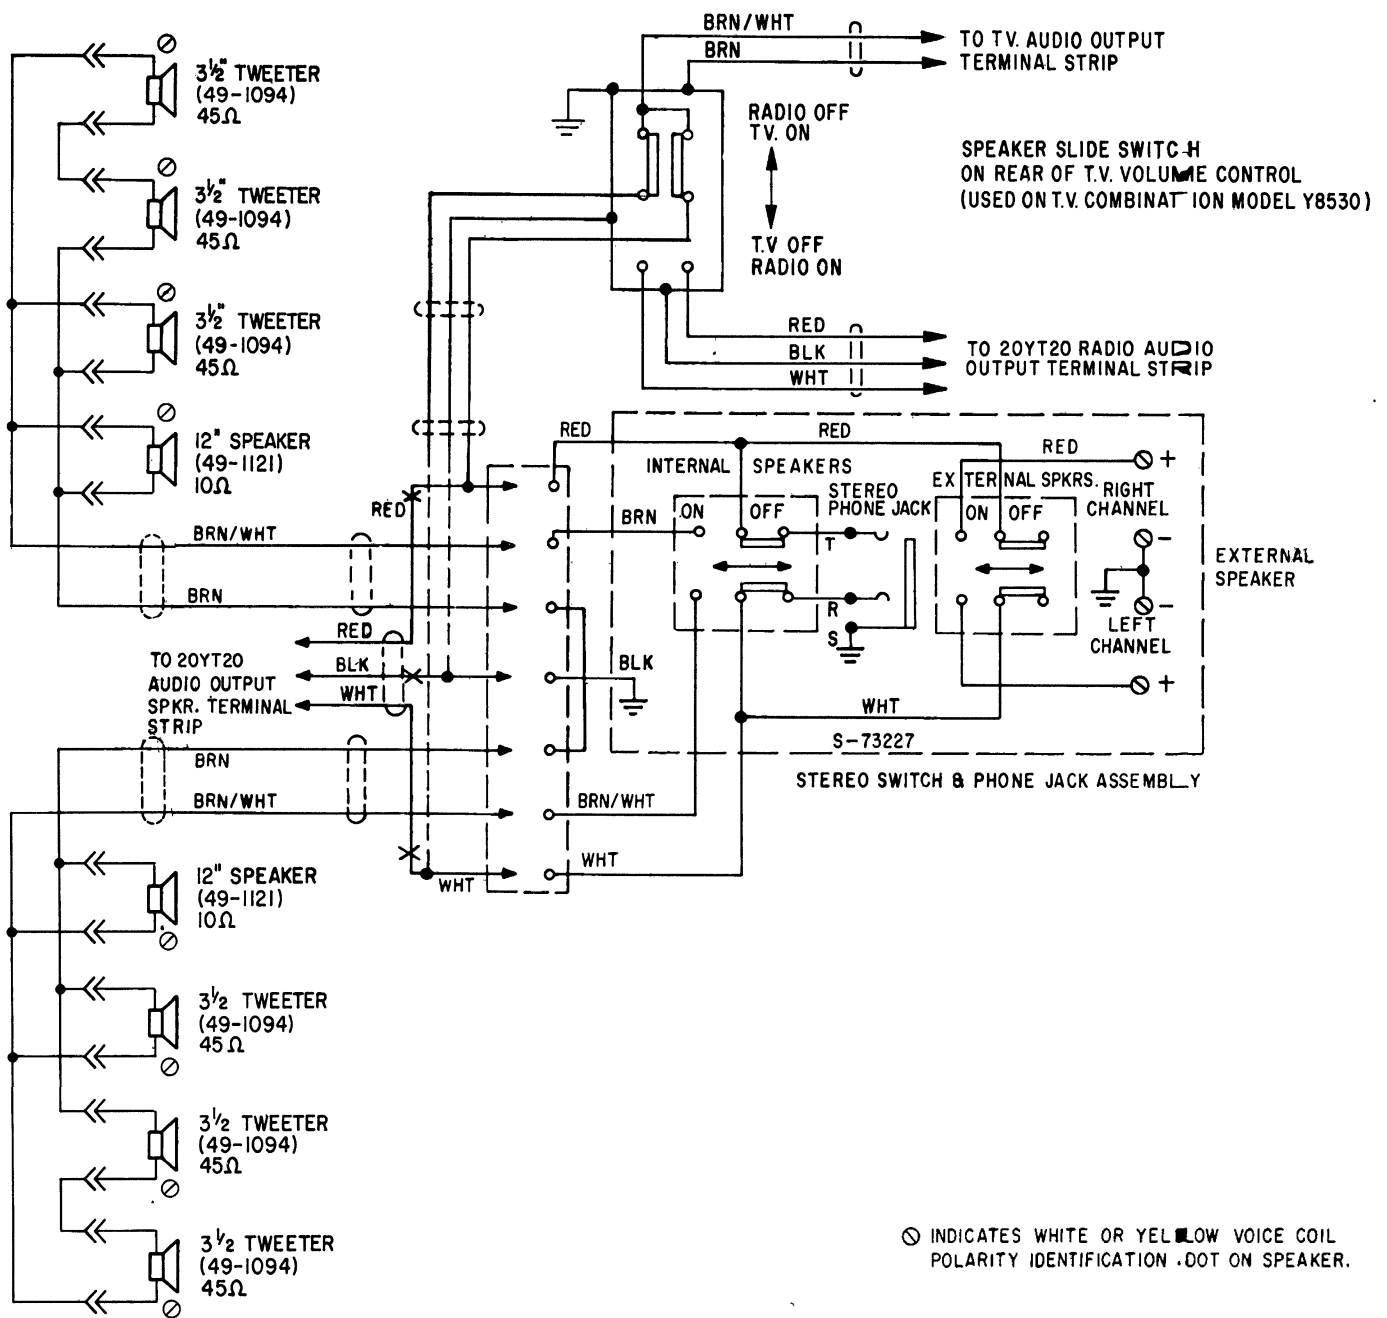 BRN/WHT
BRN
TO TV. AUDIO OUTPUT
TERMINAL STRIP
3½" TWEETER
(49-1094)
45Ω
RADIO OFF
TV. ON
SPEAKER SLIDE SWITCH
ON REAR OF T.V. VOLUME CONTROL
(USED ON T.V. COMBINATION MODEL Y8530)
3½" TWEETER
(49-1094)
45Ω
T.V OFF
RADIO ON
3½" TWEETER
(49-1094)
45Ω
RED
BLK
WHT
TO 20YT20 RADIO AUDIO
OUTPUT TERMINAL STRIP
12" SPEAKER
(49-1121)
10Ω
RED
RED
RED
INTERNAL SPEAKERS
EXTERNAL SPKRS.
STEREO
PHONE JACK
RIGHT
CHANNEL
+
RED
BRN
ON
OFF
T
ON
OFF
-
BRN/WHT
EXTERNAL
SPEAKER
BRN
R
-
RED
S
LEFT
CHANNEL
TO 20YT20
AUDIO OUTPUT
SPKR. TERMINAL
STRIP
BLK
WHT
BLK
+
WHT
BRN
S-73227
STEREO SWITCH & PHONE JACK ASSEMBLY
BRN/WHT
BRN/WHT
12" SPEAKER
(49-1121)
10Ω
WHT
WHT
3½ TWEETER
(49-1094)
45Ω
3½ TWEETER
(49-1094)
45Ω
3½ TWEETER
(49-1094)
45Ω
INDICATES WHITE OR YELLOW VOICE COIL
POLARITY IDENTIFICATION DOT ON SPEAKER.